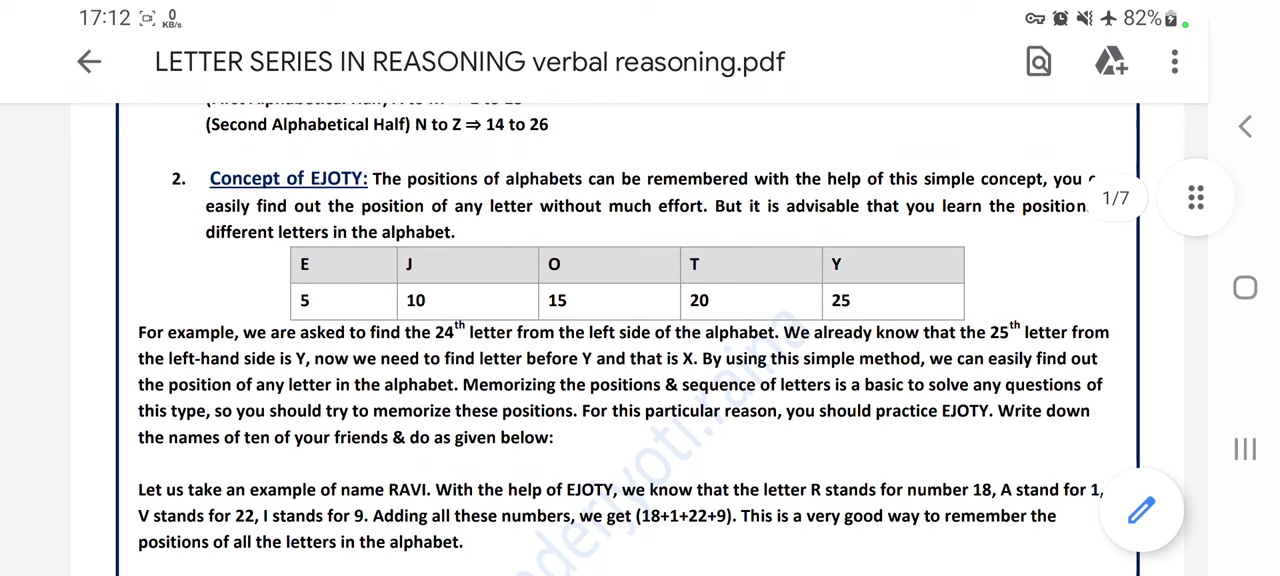 17:12 0 KB/s 82%
LETTER SERIES IN REASONING verbal reasoning.pdf
(Second Alphabetical Half) N to Z ⇒ 14 to 26
2. Concept of EJOTY: The positions of alphabets can be remembered with the help of this simple concept, you
1/7
easily find out the position of any letter without much effort. But it is advisable that you learn the position
different letters in the alphabet.
E J O T Y
5 10 15 20 25
For example, we are asked to find the 24th letter from the left side of the alphabet. We already know that the 25th letter from
the left-hand side is Y, now we need to find letter before Y and that is X. By using this simple method, we can easily find out
the position of any letter in the alphabet. Memorizing the positions & sequence of letters is a basic to solve any questions of
this type, so you should try to memorize these positions. For this particular reason, you should practice EJOTY. Write down
the names of ten of your friends & do as given below:
Let us take an example of name RAVI. With the help of EJOTY, we know that the letter R stands for number 18, A stand for 1,
V stands for 22, I stands for 9. Adding all these numbers, we get (18+1+22+9). This is a very good way to remember the
positions of all the letters in the alphabet.